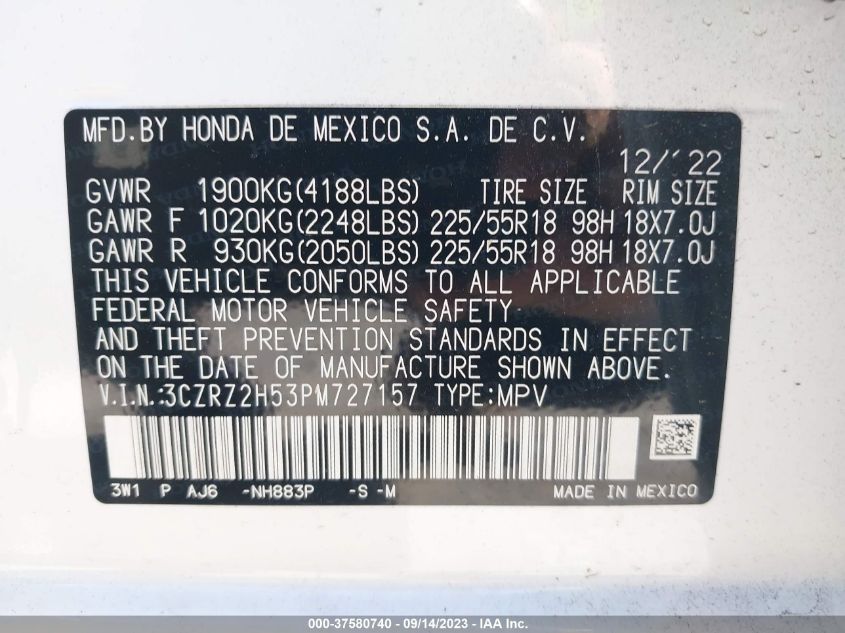 MFD.BY HONDA DE MEXICO S.A. DE C.V.
12/'22
GVWR 1900KG(4188LBS) TIRE SIZE RIM SIZE
GAWR F 1020KG(2248LBS) 225/55R18 98H 18X7.0J
GAWR R 930KG(2050LBS) 225/55R18 98H 18X7.0J
THIS VEHICLE CONFORMS TO ALL APPLICABLE
FEDERAL MOTOR VEHICLE SAFETY
AND THEFT PREVENTION STANDARDS IN EFFECT
ON THE DATE OF MANUFACTURE SHOWN ABOVE.
V.I.N.:3CZRZ2H53PM727157 TYPE:MPV
3W1 P AJ6 -NH883P -S -M MADE IN MEXICO
000-37580740 - 09/14/2023 - © Impact Auctions Inc.